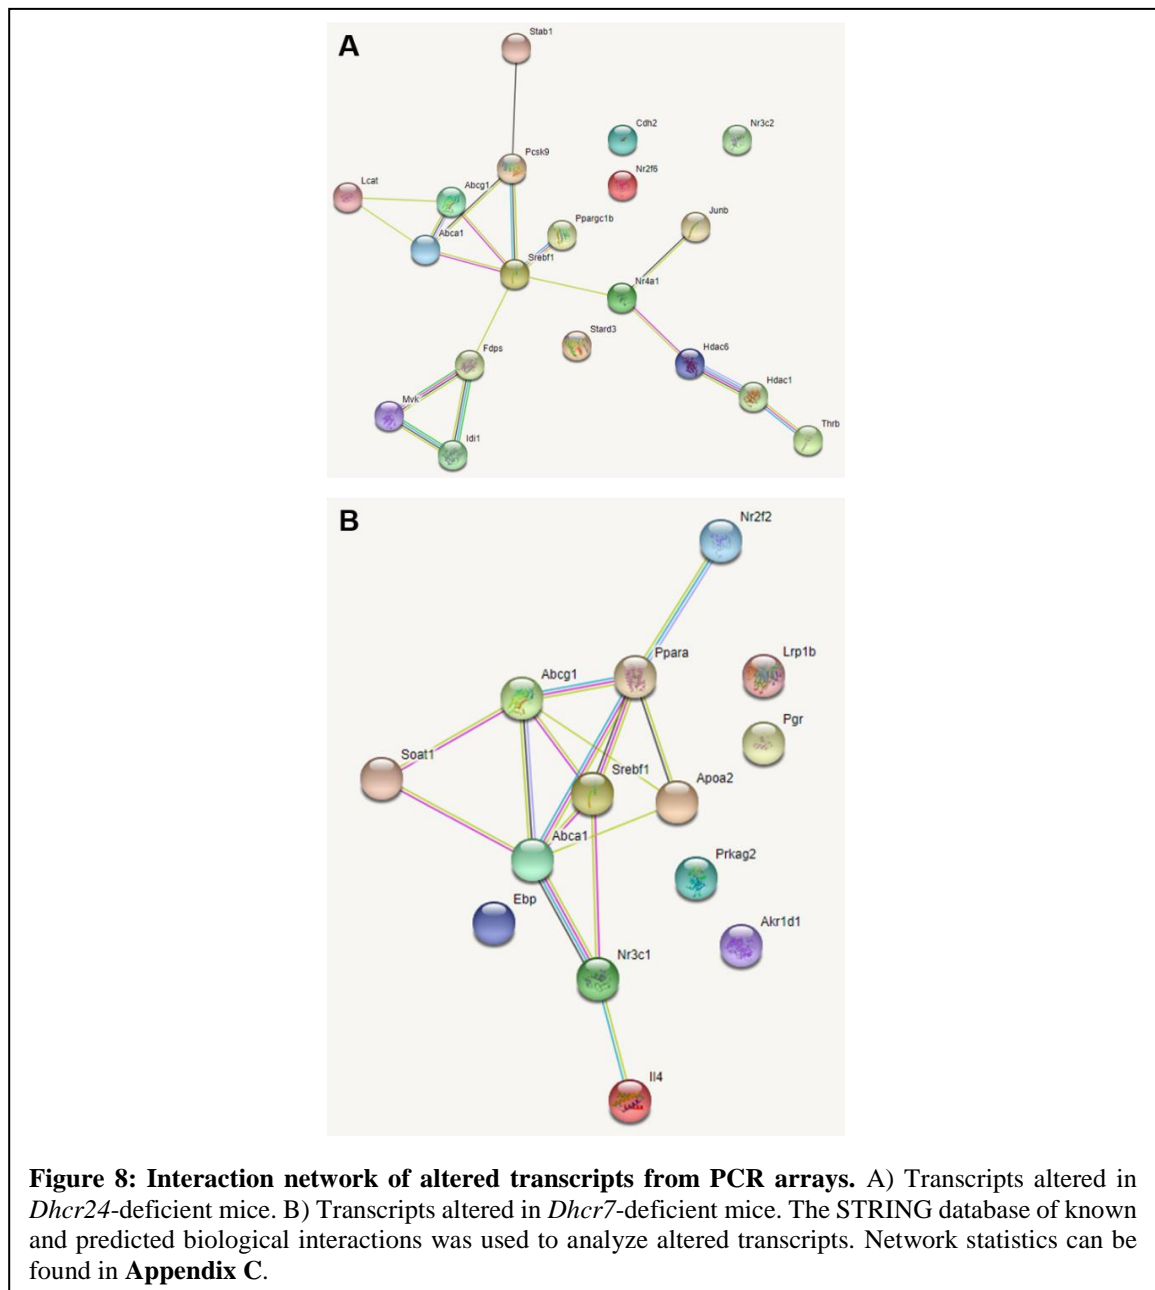 A
Stab1
Cdh2
Nr3c2
Pcsk9
Nr2f6
Lcat
Abcg1
Junb
Ppargc1b
Abca1
Srebf1
Nr4a1
Stard3
Fdps
Hdac6
Hdac1
Mvk
Thrb
Idi1
B
Nr2f2
Ppara
Lrp1b
Abcg1
Pgr
Soat1
Srebf1
Apoa2
Abca1
Prkag2
Ebp
Akr1d1
Nr3c1
Il4
Figure 8: Interaction network of altered transcripts from PCR arrays. A) Transcripts altered in
Dhcr24-deficient mice. B) Transcripts altered in Dhcr7-deficient mice. The STRING database of known
and predicted biological interactions was used to analyze altered transcripts. Network statistics can be
found in Appendix C.